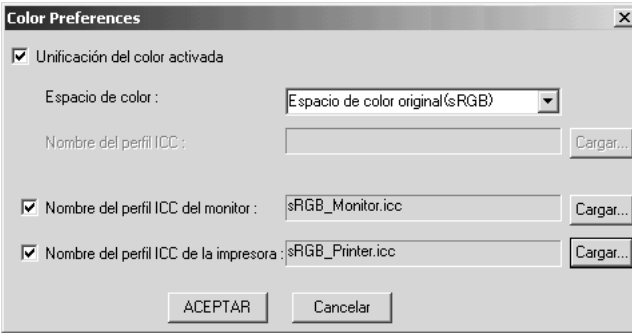 Color Preferences
Unificación del color activada
Espacio de color : Espacio de color original(sRGB)
Nombre del perfil ICC : Cargar...
Nombre del perfil ICC del monitor : sRGB_Monitor.icc Cargar...
Nombre del perfil ICC de la impresora : sRGB_Printer.icc Cargar...
ACEPTAR Cancelar